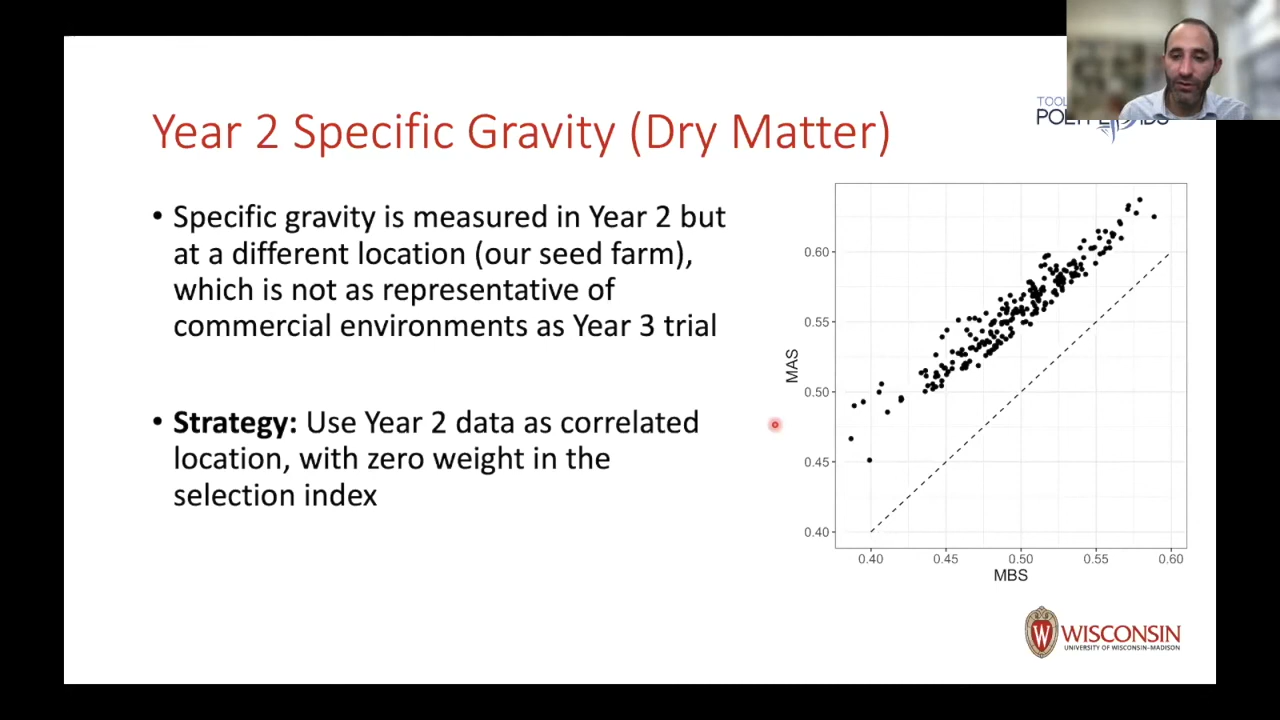 Year 2 Specific Gravity (Dry Matter)
• Specific gravity is measured in Year 2 but
at a different location (our seed farm),
which is not as representative of
commercial environments as Year 3 trial
• Strategy: Use Year 2 data as correlated
location, with zero weight in the
selection index
MAS
0.60
0.55
0.50
0.45
0.40
0.40 0.45 0.50 0.55 0.60
MBS
W WISCONSIN
UNIVERSITY OF WISCONSIN-MADISON